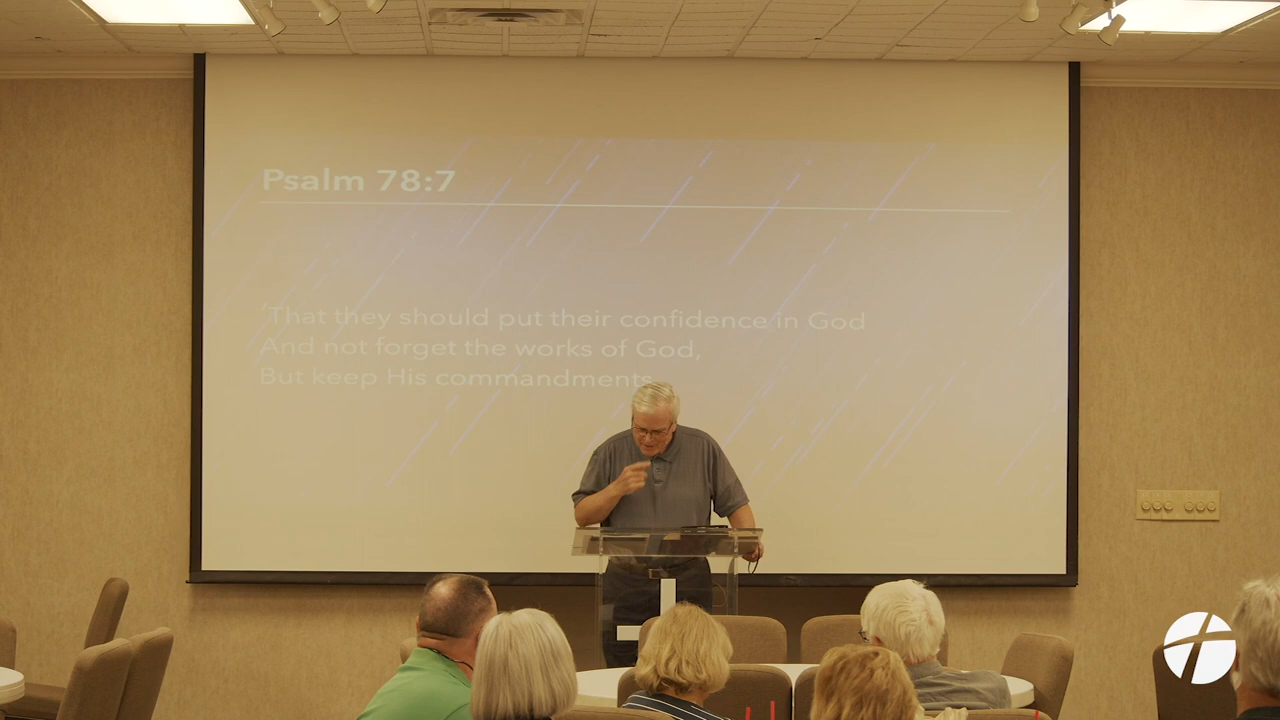 Psalm 78:7
‘That they should put their confidence in God
And not forget the works of God,
But keep His commandments